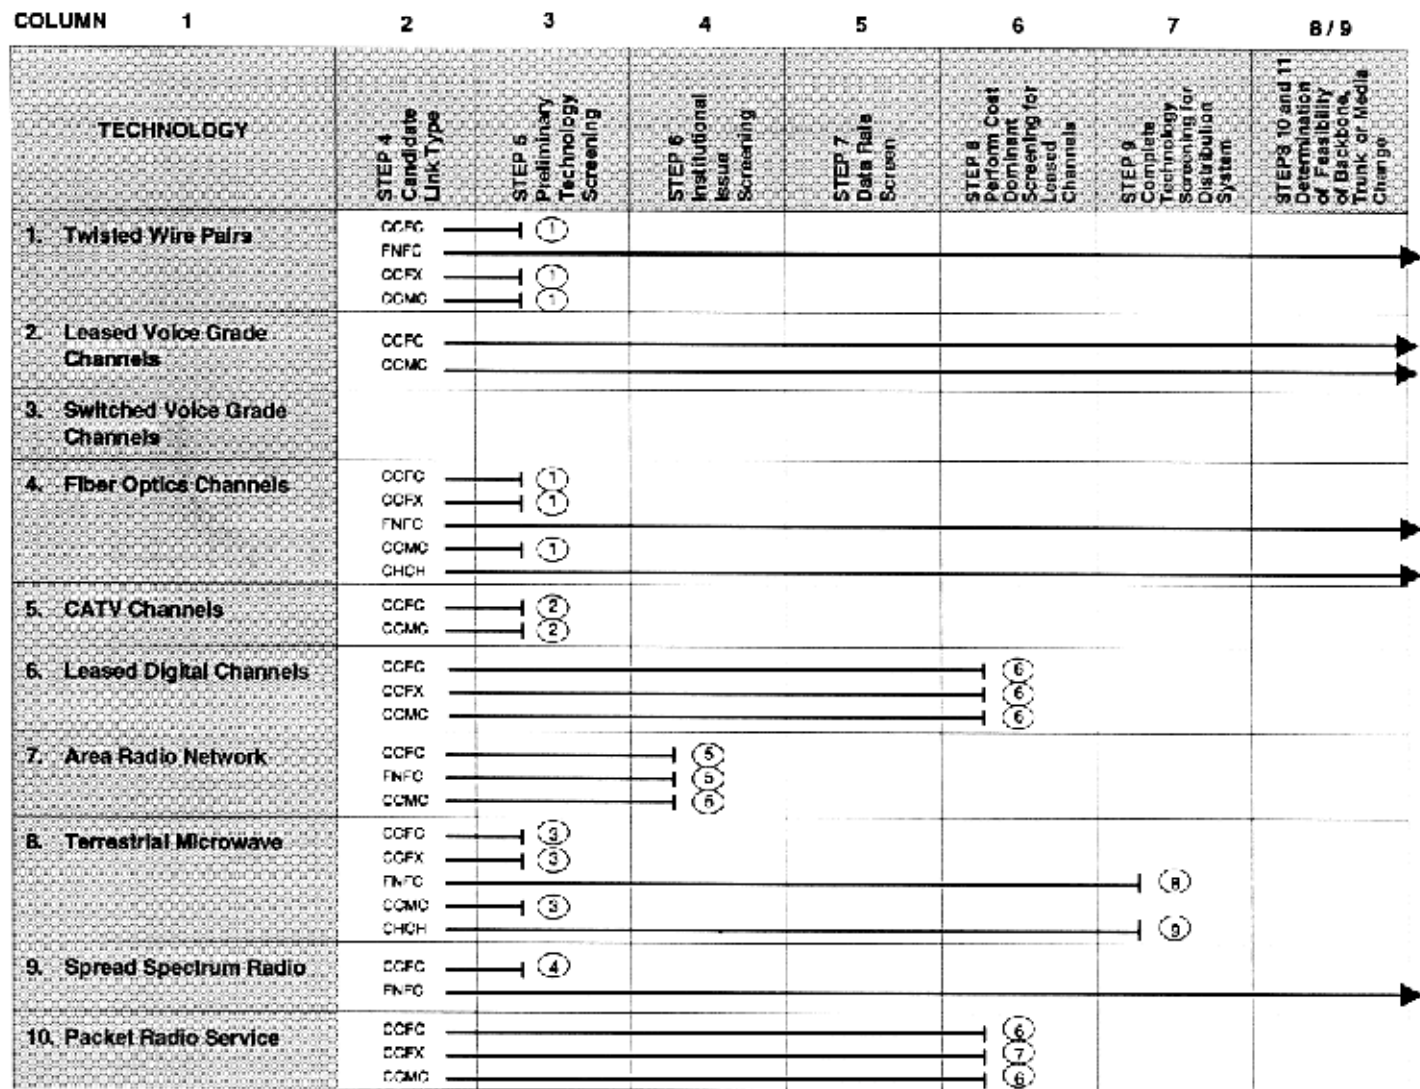 COLUMN 1 2 3 4 5 6 7 8 / 9
TECHNOLOGY
STEP 4
Candidate
Link Type
STEP 5
Preliminary
Technology
Screening
STEP 6
Institutional
Issue
Screening
STEP 7
Data Rate
Screen
STEP 8
Perform Cost
Dominant
Screening for
Leased
Channels
STEP 9
Complete
Technology
Screening for
Distribution
System
STEPS 10 and 11
Determination
of Feasibility
of Backbone,
Trunk or Media
Change
1. Twisted Wire Pairs
CCFC 1
FNFC
CCFX 1
CCMC 1
2. Leased Voice Grade
Channels
CCFC
CCMC
3. Switched Voice Grade
Channels
4. Fiber Optics Channels
CCFC 1
CCFX 1
FNFC
CCMC 1
CHCH
5. CATV Channels
CCFC 2
CCMC 2
6. Leased Digital Channels
CCFC 6
CCFX 6
CCMC 6
7. Area Radio Network
CCFC 5
FNFC 5
CCMC 5
8. Terrestrial Microwave
CCFC 3
CCFX 3
FNFC 8
CCMC 3
CHCH 9
9. Spread Spectrum Radio
CCFC 4
FNFC
10. Packet Radio Service
CCFC 6
CCFX 7
CCMC 6